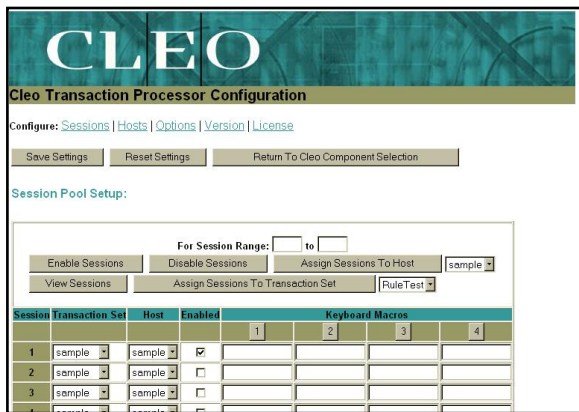 CLEO
Cleo Transaction Processor Configuration
Configure: Sessions | Hosts | Options | Version | License
Save Settings Reset Settings Return To Cleo Component Selection
Session Pool Setup:
For Session Range: to
Enable Sessions Disable Sessions Assign Sessions To Host sample
View Sessions Assign Sessions To Transaction Set RuleTest
Session Transaction Set Host Enabled Keyboard Macros
1 2 3 4
1 sample sample
2 sample sample
3 sample sample